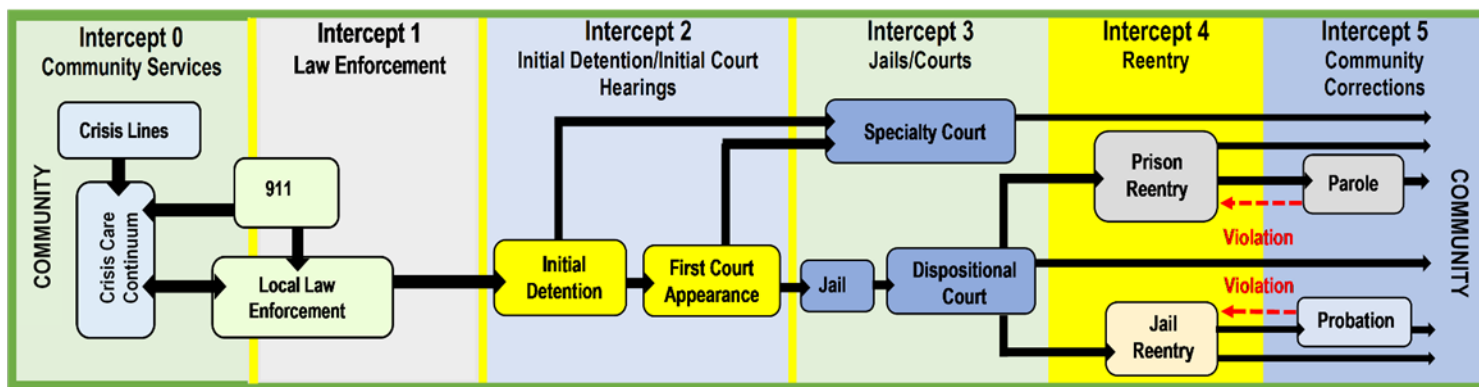 Intercept 0
Community Services
Intercept 1
Law Enforcement
Intercept 2
Initial Detention/Initial Court
Hearings
Intercept 3
Jails/Courts
Intercept 4
Reentry
Intercept 5
Community
Corrections
COMMUNITY
Crisis Lines
Crisis Care
Continuum
911
Local Law
Enforcement
Initial
Detention
First Court
Appearance
Specialty Court
Jail
Dispositional
Court
Prison
Reentry
Parole
Violation
Violation
Jail
Reentry
Probation
COMMUNITY